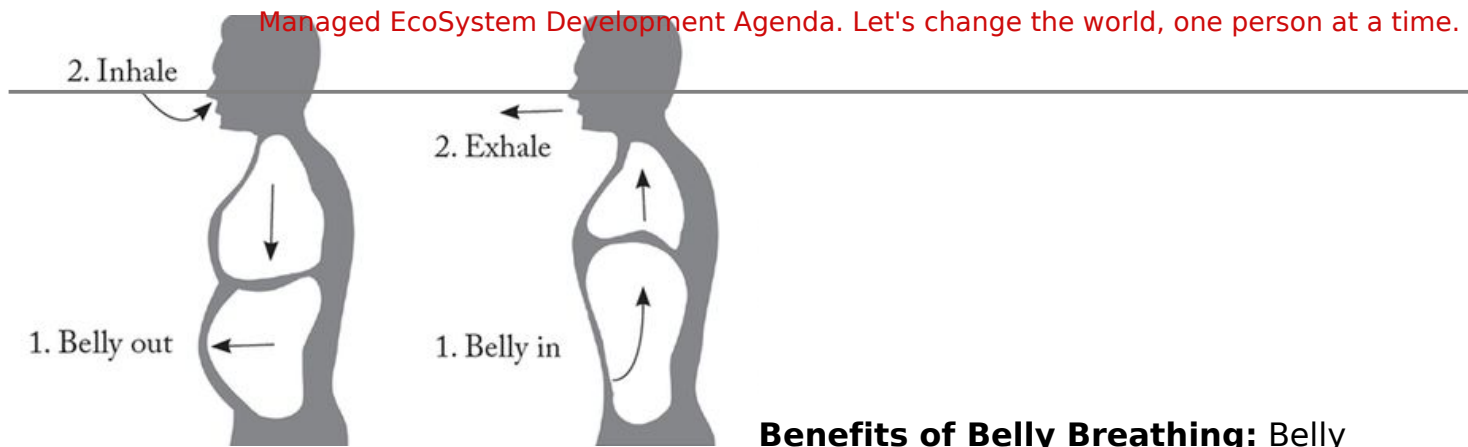 Managed EcoSystem Development Agenda. Let's change the world, one person at a time.
2. Inhale
2. Exhale
1. Belly out
1. Belly in
Benefits of Belly Breathing: Belly